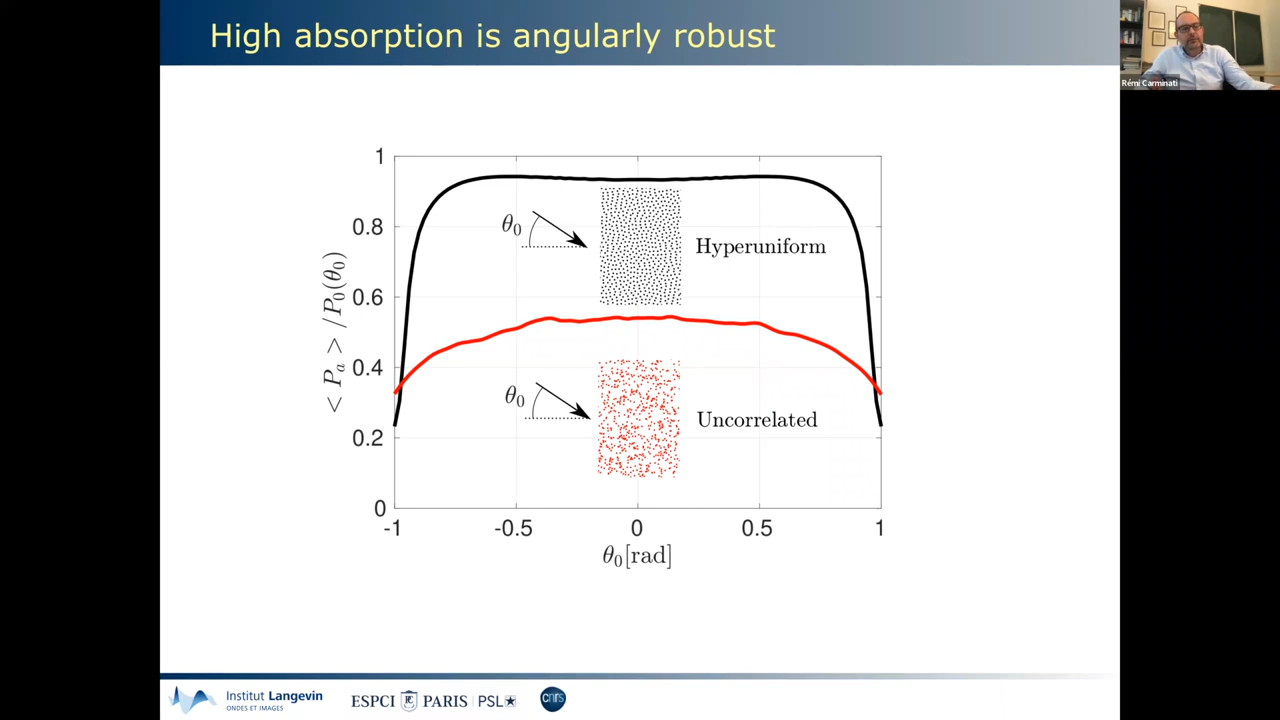 High absorption is angularly robust
Rémi Carminati
< P_a > / P_0(θ_0)
1
0.8
0.6
0.4
0.2
0
θ_0
Hyperuniform
θ_0
Uncorrelated
-1
-0.5
0
0.5
1
θ_0[rad]
Institut Langevin
ONDES ET IMAGES
ESPCI PARIS | PSL
cnrs